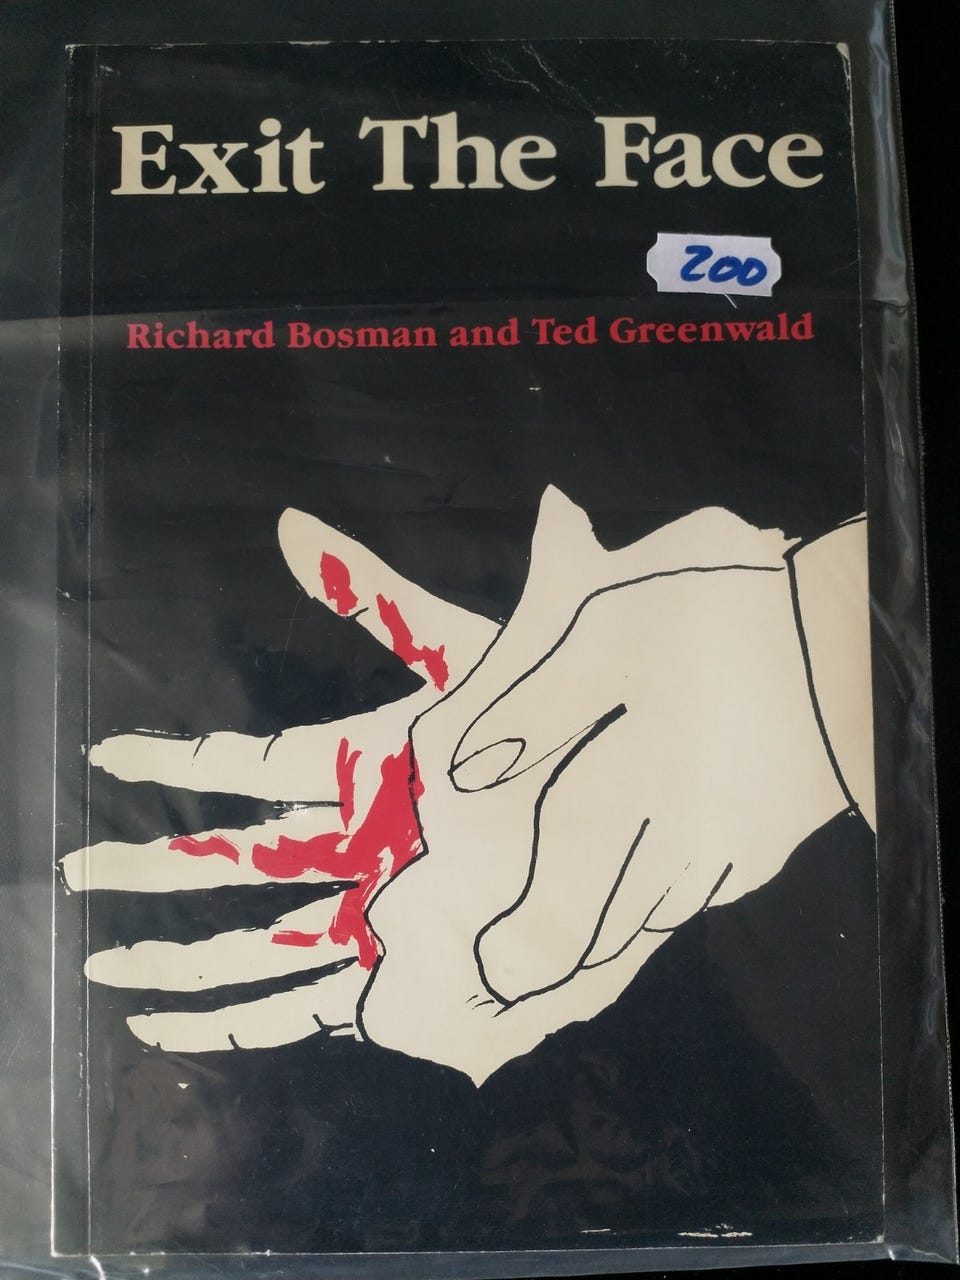 Exit The Face
200
Richard Bosman and Ted Greenwald